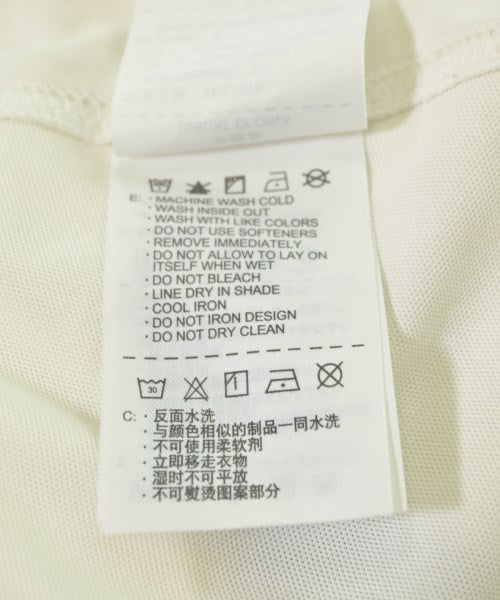 DIBUAT DI CINA
E: · MACHINE WASH COLD
· WASH INSIDE OUT
· WASH WITH LIKE COLORS
· DO NOT USE SOFTENERS
· REMOVE IMMEDIATELY
· DO NOT ALLOW TO LAY ON
ITSELF WHEN WET
· DO NOT BLEACH
· LINE DRY IN SHADE
· COOL IRON
· DO NOT IRON DESIGN
· DO NOT DRY CLEAN
30
C: · 反面水洗
· 与颜色相似的制品一同水洗
· 不可使用柔软剂
· 立即移走衣物
· 湿时不可平放
· 不可熨烫图案部分